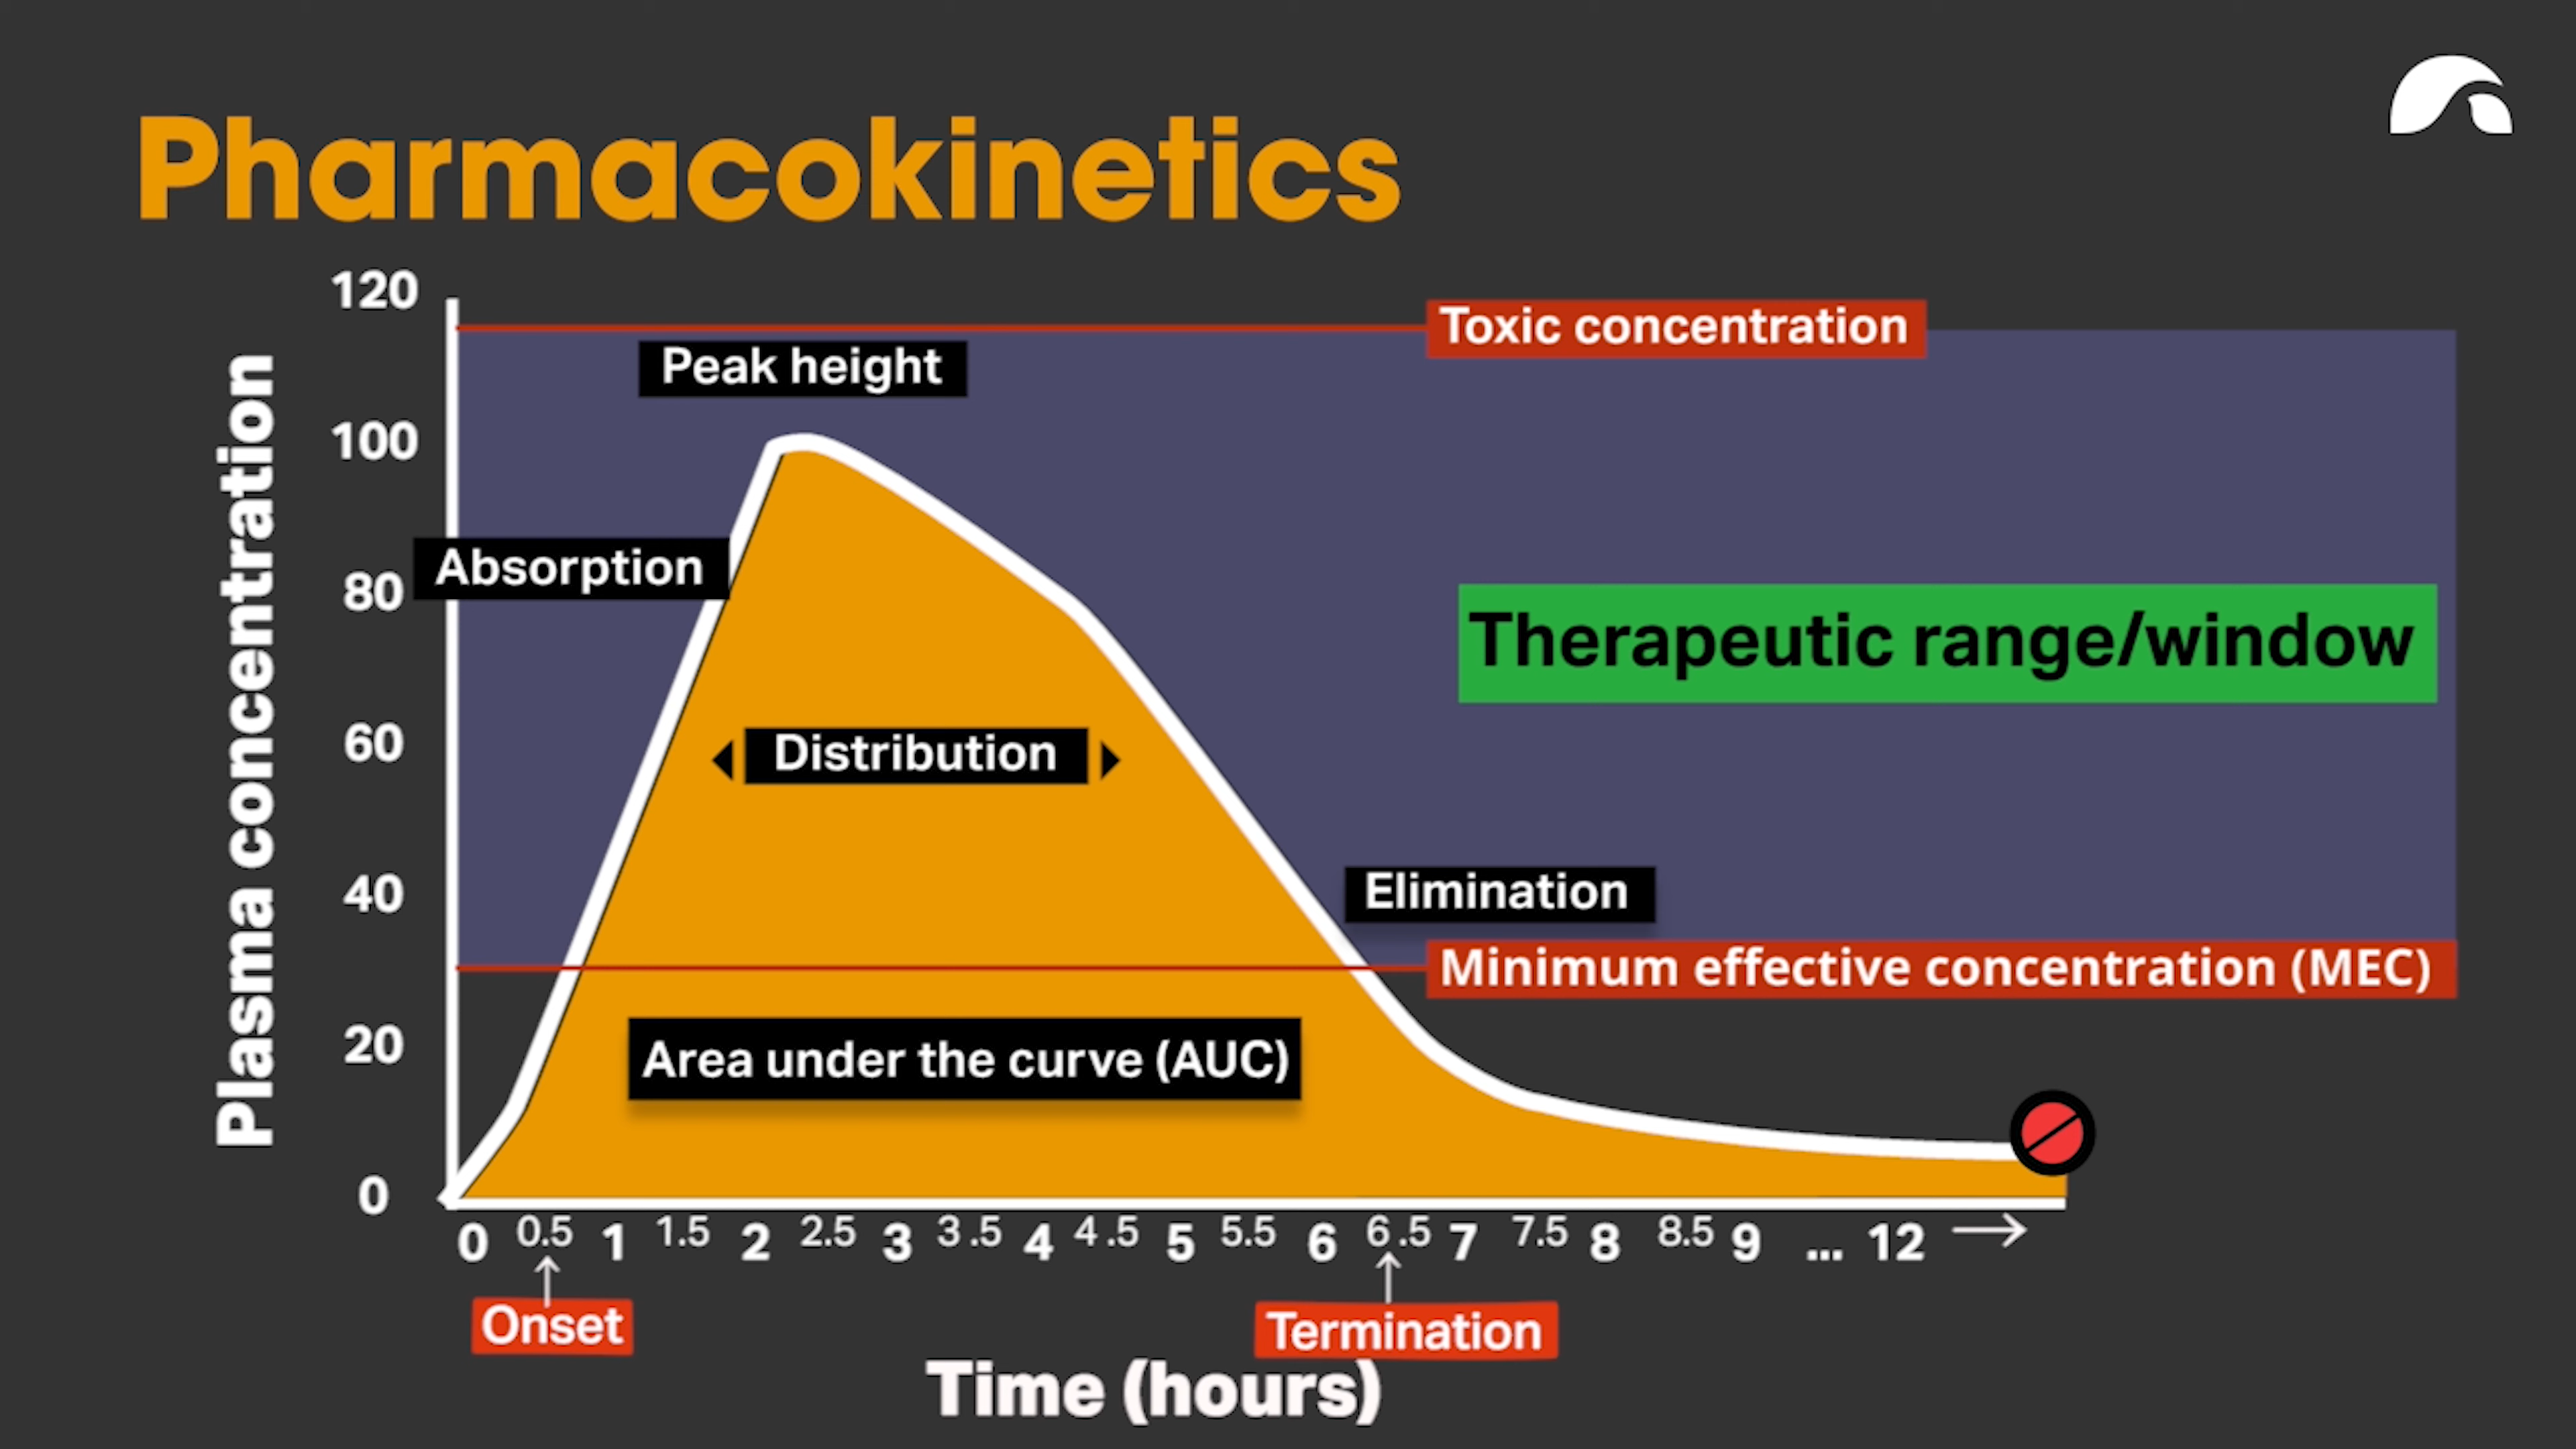 Pharmacokinetics
120
Toxic concentration
Peak height
100
Absorption
80
Therapeutic range/window
60
Distribution
40
Elimination
Minimum effective concentration (MEC)
20
Area under the curve (AUC)
0
Plasma concentration
0 0.5 1 1.5 2 2.5 3 3.5 4 4.5 5 5.5 6 6.5 7 7.5 8 8.5 9 ... 12 →
Onset
Termination
Time (hours)